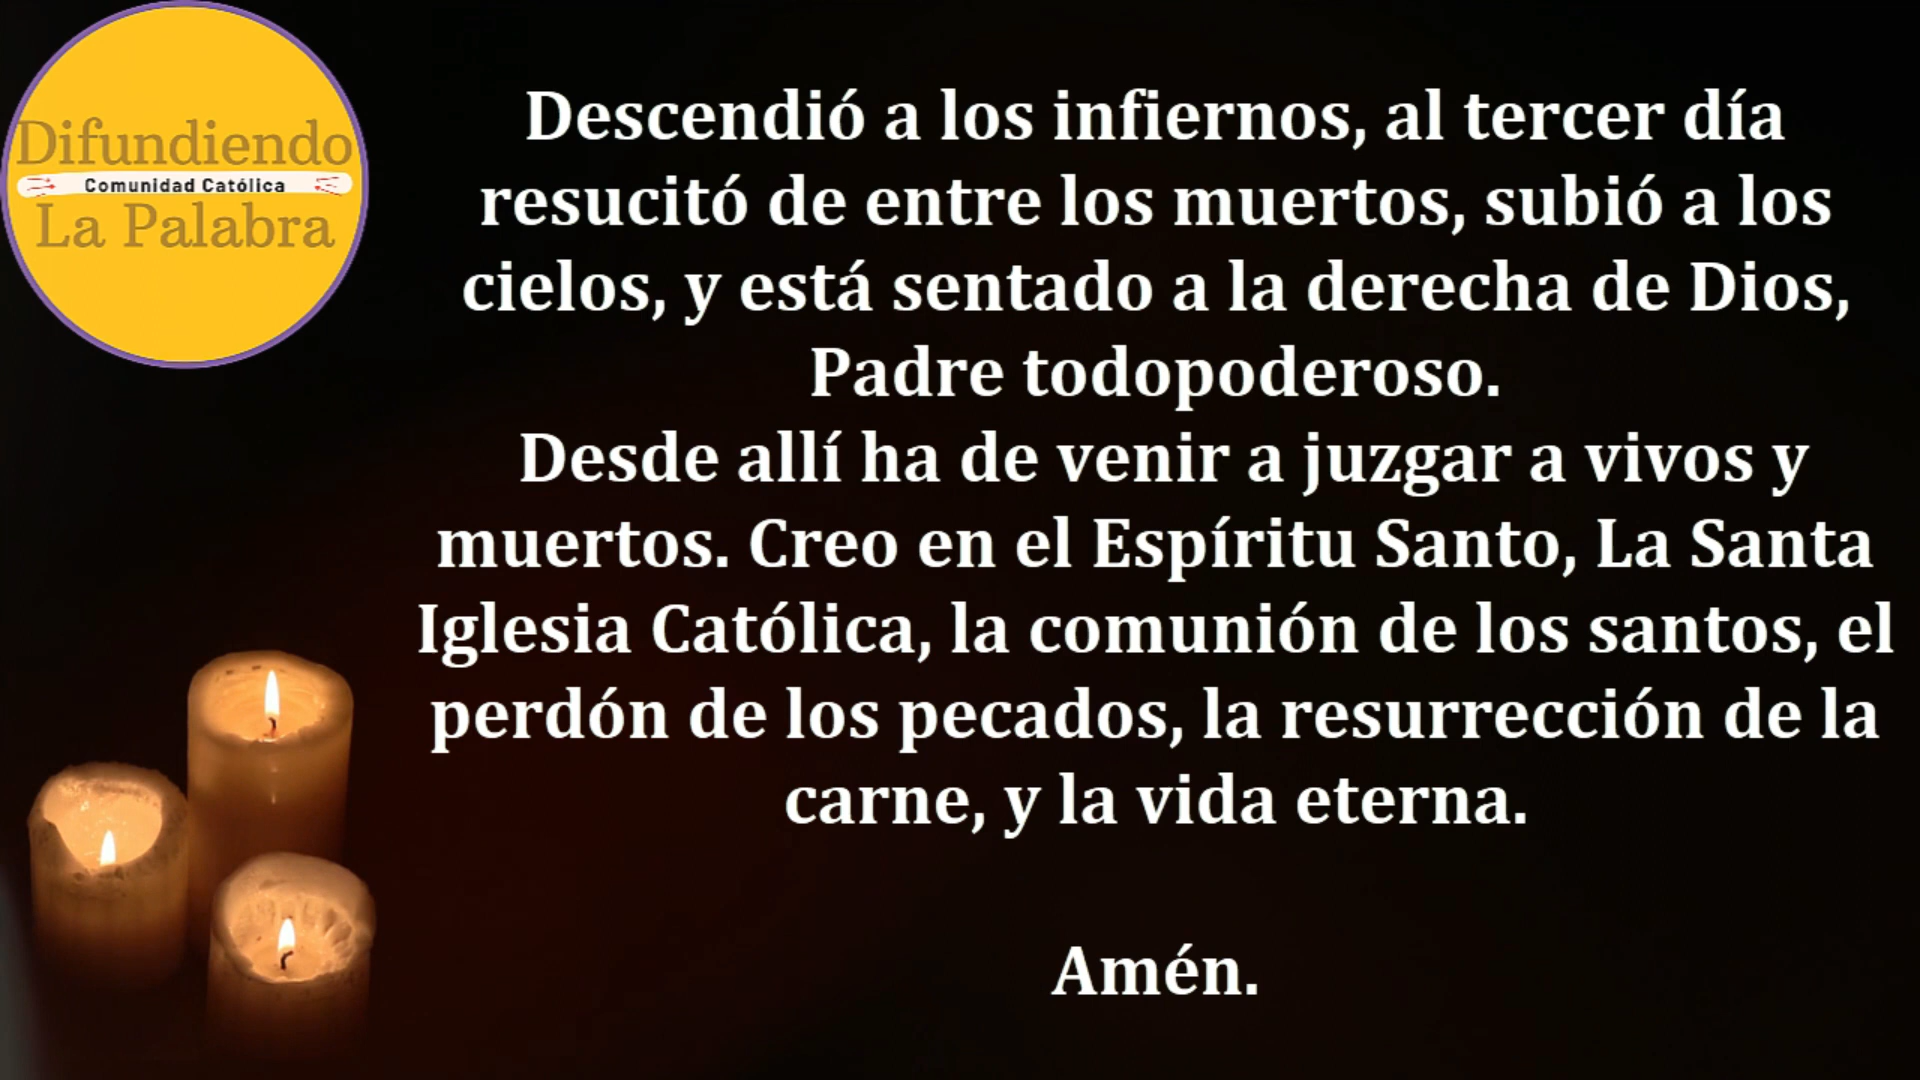 Difundiendo
Comunidad Católica
La Palabra
Descendió a los infiernos, al tercer día
resucitó de entre los muertos, subió a los
cielos, y está sentado a la derecha de Dios,
Padre todopoderoso.
Desde allí ha de venir a juzgar a vivos y
muertos. Creo en el Espíritu Santo, La Santa
Iglesia Católica, la comunión de los santos, el
perdón de los pecados, la resurrección de la
carne, y la vida eterna.
Amén.